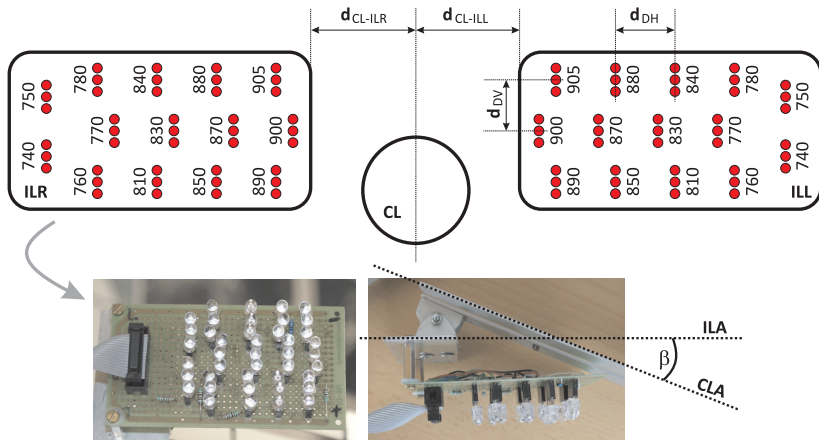 d CL-ILR
d CL-ILL
d DH
750 780 840 880 905
770 830 870 900
740 760 810 850 890
ILR
d DV
905 880 840 780 750
900 870 830 770
890 850 810 760 740
ILL
CL
ILA
β
CLA